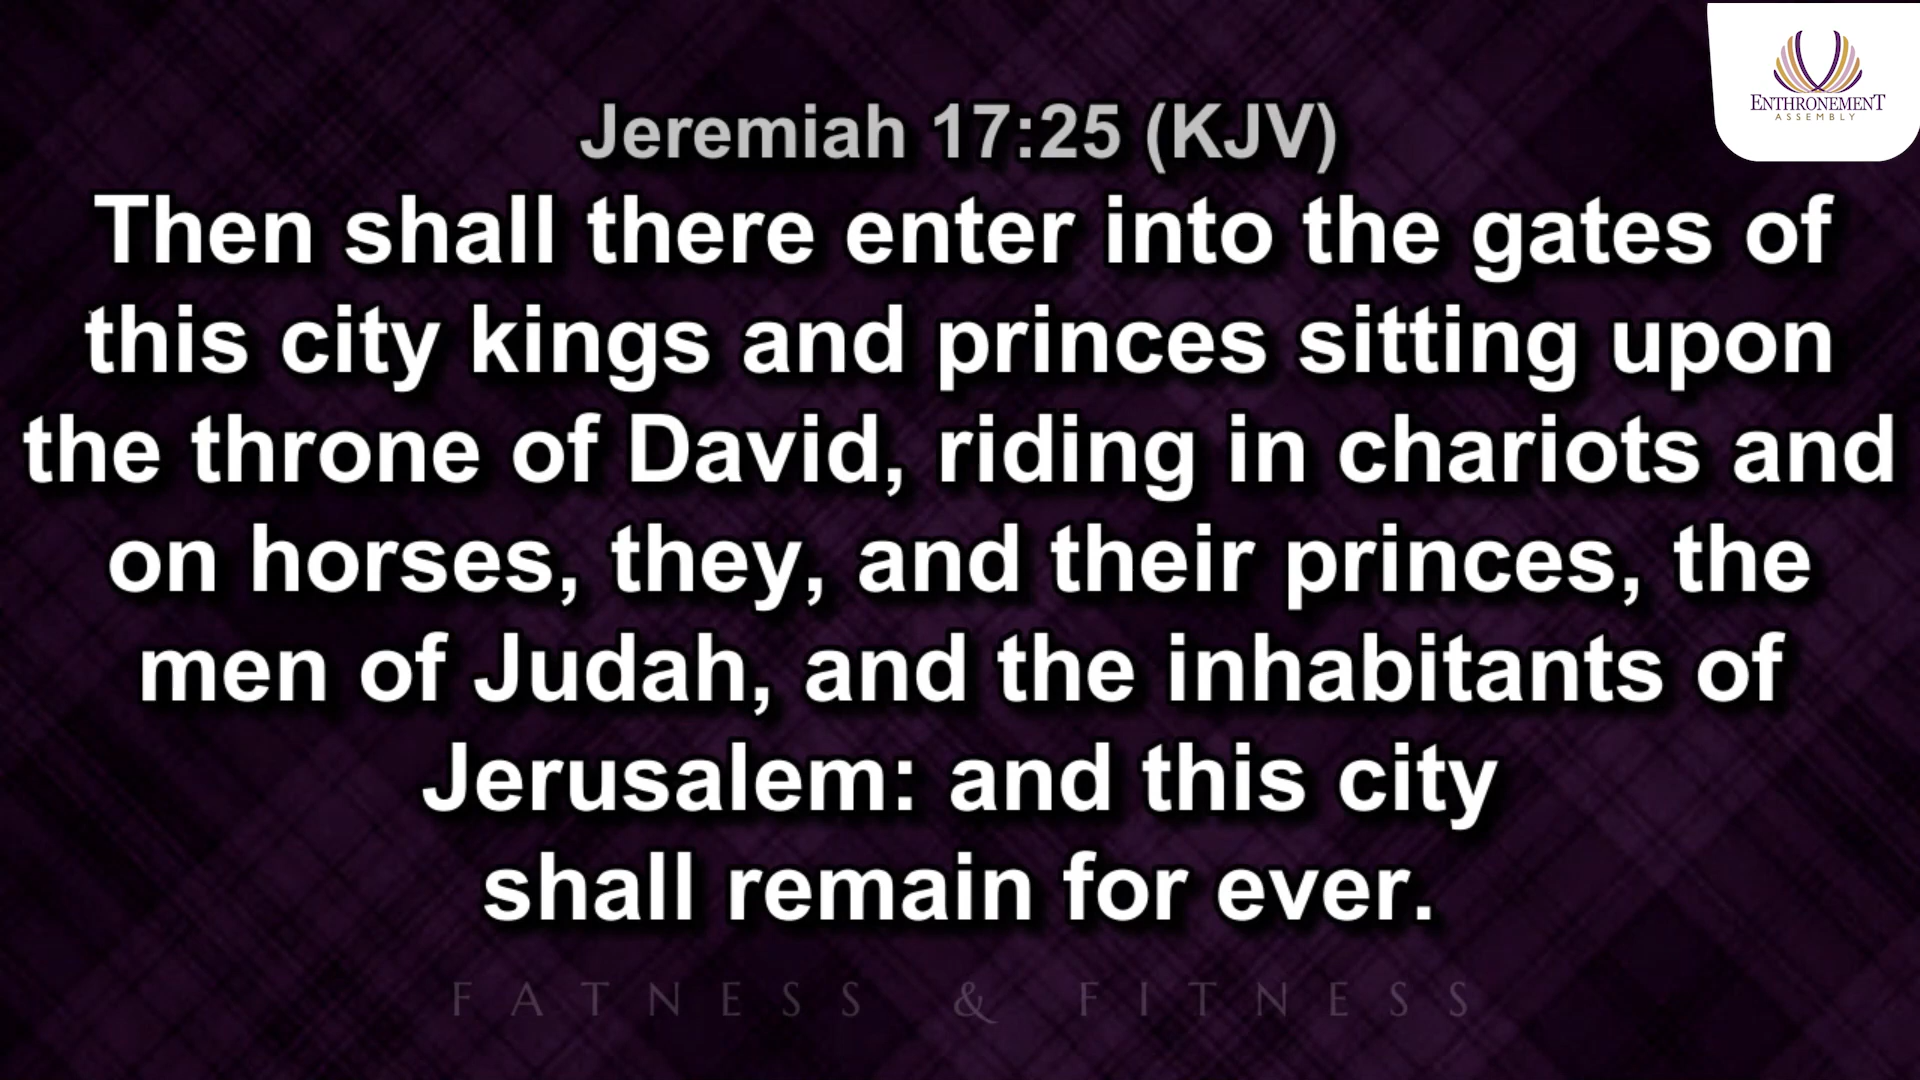 ENTHRONEMENT
ASSEMBLY
Jeremiah 17:25 (KJV)
Then shall there enter into the gates of
this city kings and princes sitting upon
the throne of David, riding in chariots and
on horses, they, and their princes, the
men of Judah, and the inhabitants of
Jerusalem: and this city
shall remain for ever.
FATNESS & FITNESS